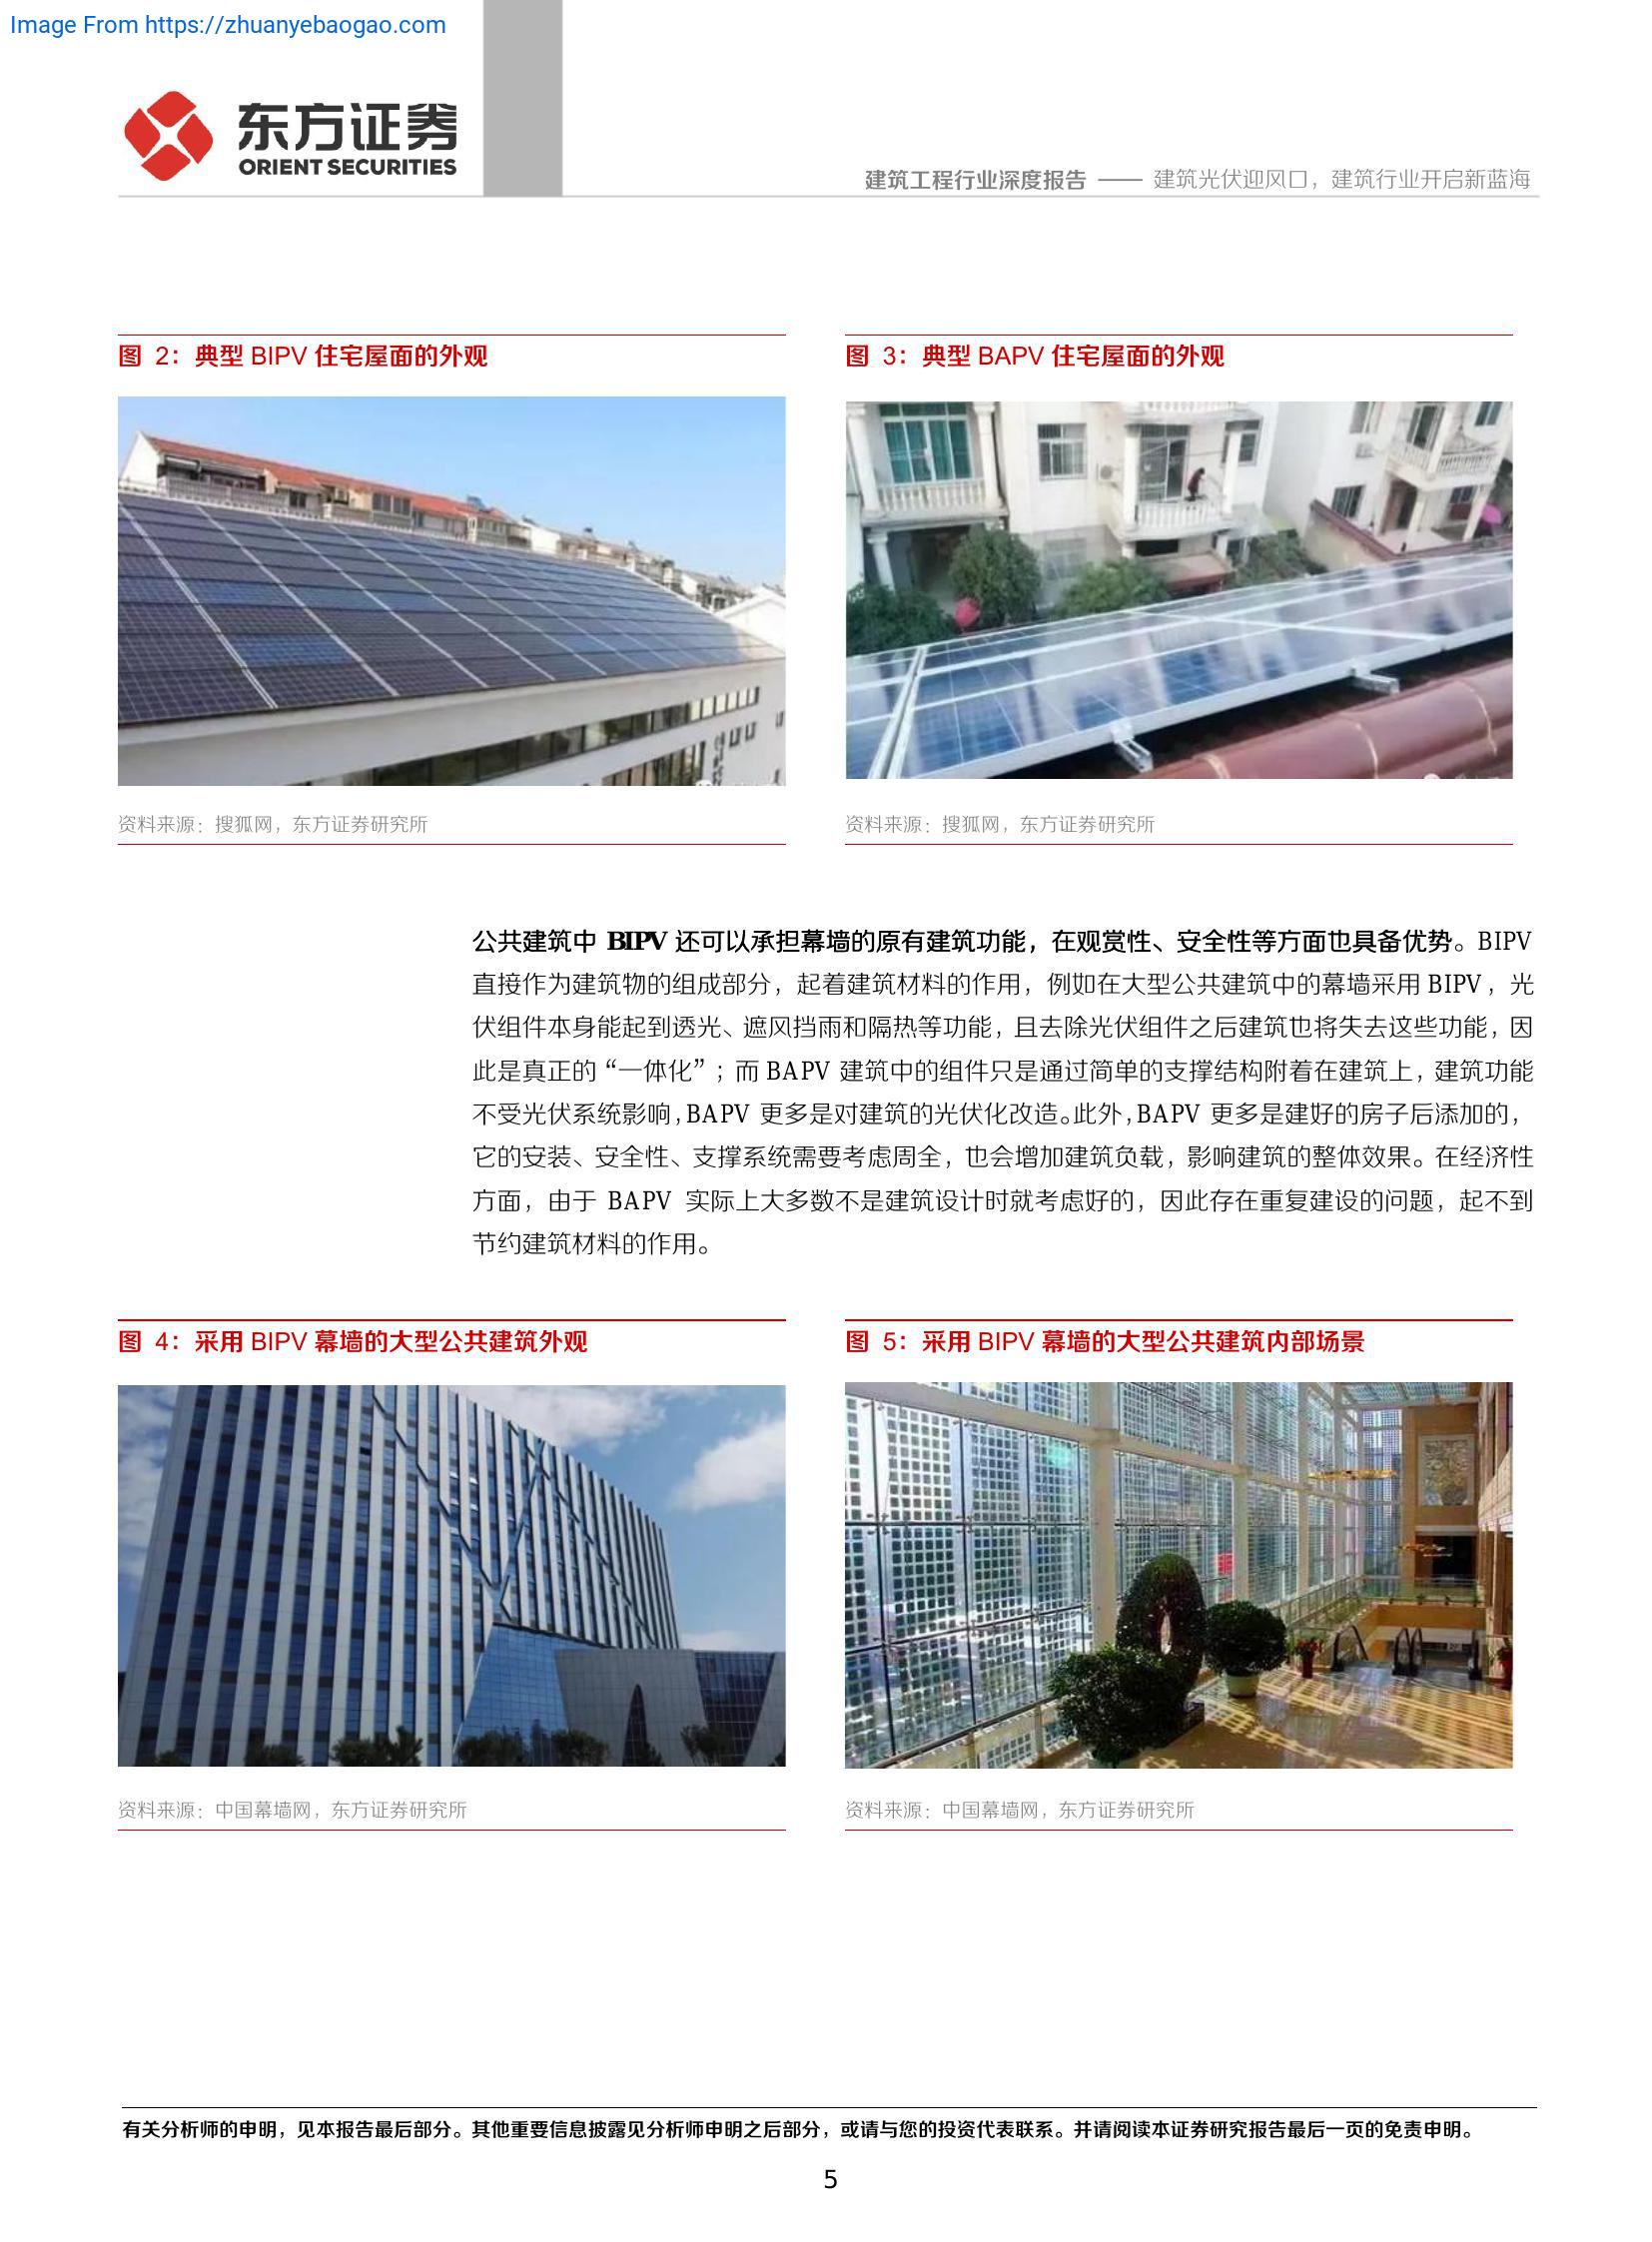 Image From https://zhuanyebaogao.com
东方证券
ORIENT SECURITIES
建筑工程行业深度报告 —— 建筑光伏迎风口，建筑行业开启新蓝海
图 2：典型 BIPV 住宅屋面的外观
图 3：典型 BAPV 住宅屋面的外观
资料来源：搜狐网，东方证券研究所
资料来源：搜狐网，东方证券研究所
公共建筑中 BIPV 还可以承担幕墙的原有建筑功能，在观赏性、安全性等方面也具备优势。BIPV
直接作为建筑物的组成部分，起着建筑材料的作用，例如在大型公共建筑中的幕墙采用 BIPV，光
伏组件本身能起到透光、遮风挡雨和隔热等功能，且去除光伏组件之后建筑也将失去这些功能，因
此是真正的“一体化”；而 BAPV 建筑中的组件只是通过简单的支撑结构附着在建筑上，建筑功能
不受光伏系统影响，BAPV 更多是对建筑的光伏化改造。此外，BAPV 更多是建好的房子后添加的，
它的安装、安全性、支撑系统需要考虑周全，也会增加建筑负载，影响建筑的整体效果。在经济性
方面，由于 BAPV 实际上大多数不是建筑设计时就考虑好的，因此存在重复建设的问题，起不到
节约建筑材料的作用。
图 4：采用 BIPV 幕墙的大型公共建筑外观
图 5：采用 BIPV 幕墙的大型公共建筑内部场景
资料来源：中国幕墙网，东方证券研究所
资料来源：中国幕墙网，东方证券研究所
有关分析师的申明，见本报告最后部分。其他重要信息披露见分析师申明之后部分，或请与您的投资代表联系。并请阅读本证券研究报告最后一页的免责申明。
5